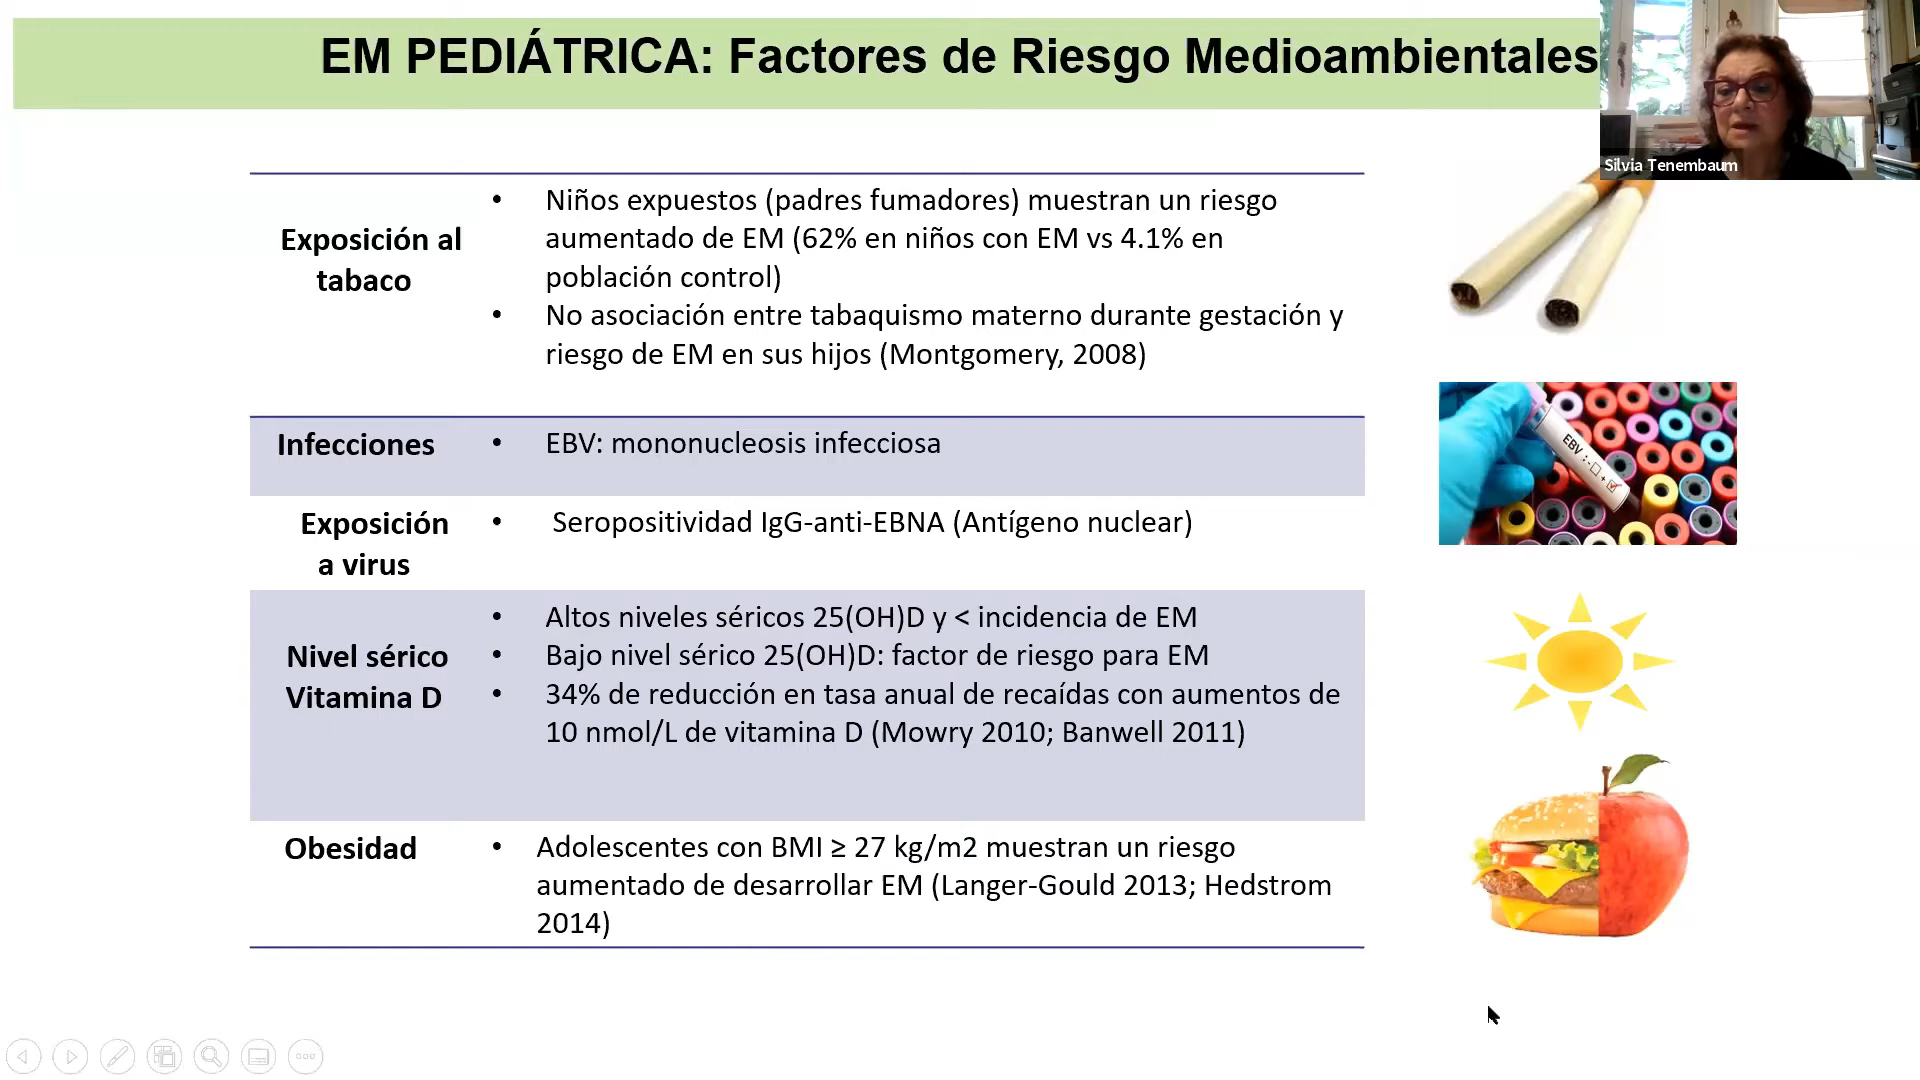 EM PEDIÁTRICA: Factores de Riesgo Medioambientales
Silvia Tenembaum
Exposición al
tabaco
• Niños expuestos (padres fumadores) muestran un riesgo
aumentado de EM (62% en niños con EM vs 4.1% en
población control)
• No asociación entre tabaquismo materno durante gestación y
riesgo de EM en sus hijos (Montgomery, 2008)
Infecciones
• EBV: mononucleosis infecciosa
EBV : - □ + ☑
Exposición
a virus
• Seropositividad IgG-anti-EBNA (Antígeno nuclear)
Nivel sérico
Vitamina D
• Altos niveles séricos 25(OH)D y < incidencia de EM
• Bajo nivel sérico 25(OH)D: factor de riesgo para EM
• 34% de reducción en tasa anual de recaídas con aumentos de
10 nmol/L de vitamina D (Mowry 2010; Banwell 2011)
Obesidad
• Adolescentes con BMI ≥ 27 kg/m2 muestran un riesgo
aumentado de desarrollar EM (Langer-Gould 2013; Hedstrom
2014)